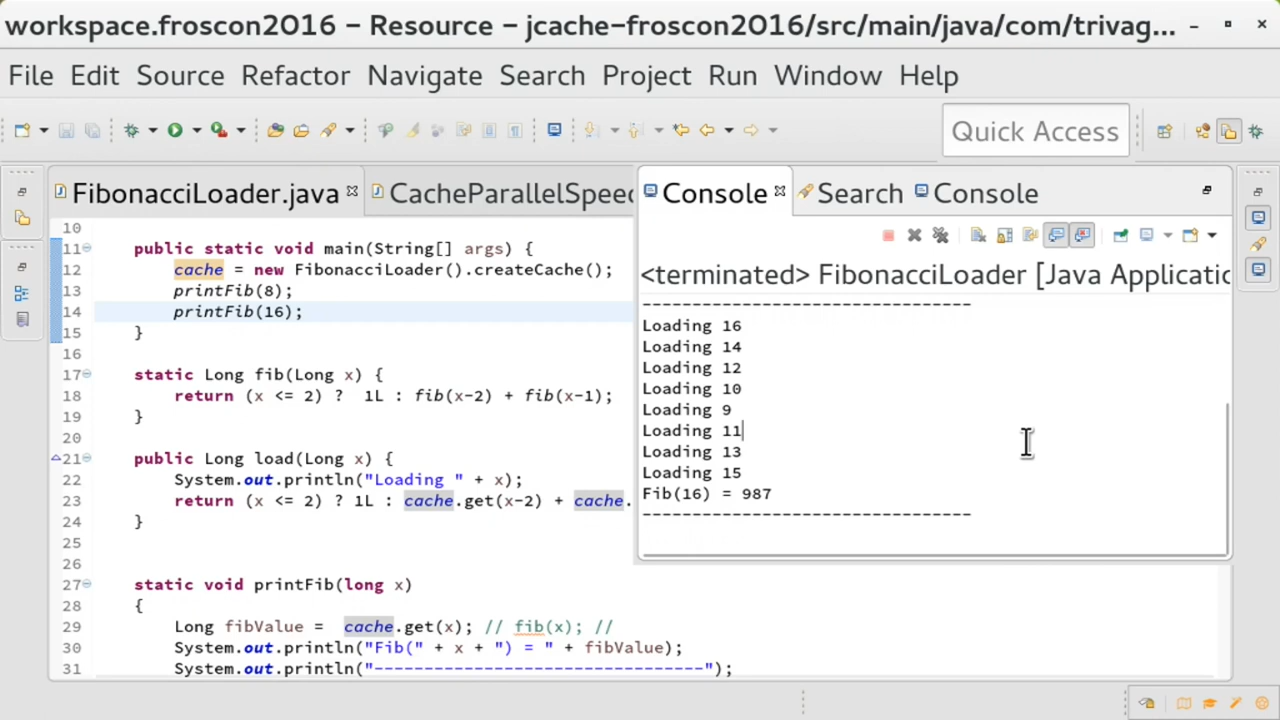 workspace.froscon2016 – Resource – jcache-froscon2016/src/main/java/com/trivag...
File Edit Source Refactor Navigate Search Project Run Window Help
Quick Access
FibonacciLoader.java
CacheParallelSpeed
10
11 public static void main(String[] args) {
12 cache = new FibonacciLoader().createCache();
13 printFib(8);
14 printFib(16);
15 }
16
17 static Long fib(Long x) {
18 return (x <= 2) ? 1L : fib(x-2) + fib(x-1);
19 }
20
21 public Long load(Long x) {
22 System.out.println("Loading " + x);
23 return (x <= 2) ? 1L : cache.get(x-2) + cache.
24 }
25
26
27 static void printFib(long x)
28 {
29 Long fibValue = cache.get(x); // fib(x); //
30 System.out.println("Fib(" + x + ") = " + fibValue);
31 System.out.println("---------------------------------");
Console Search Console
<terminated> FibonacciLoader [Java Applicatio
---------------------------------
Loading 16
Loading 14
Loading 12
Loading 10
Loading 9
Loading 11
Loading 13
Loading 15
Fib(16) = 987
---------------------------------